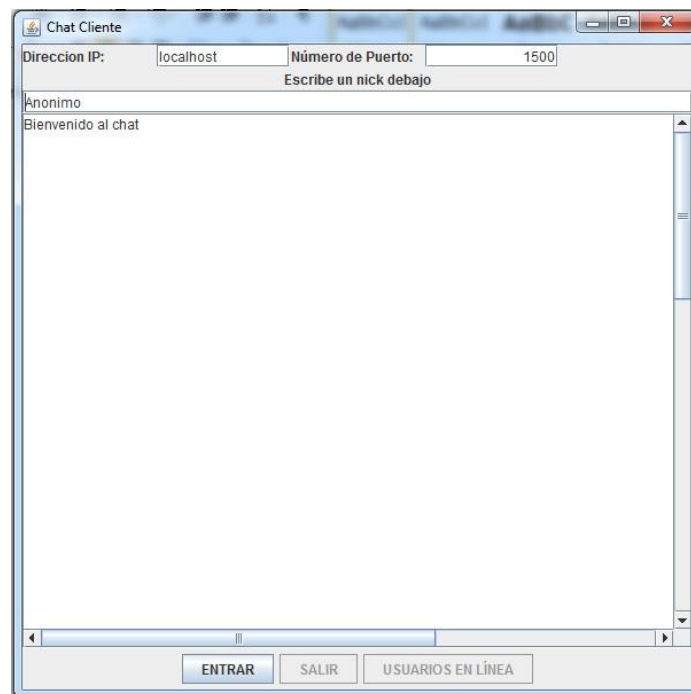 Chat Cliente
Direccion IP: localhost Número de Puerto: 1500
Escribe un nick debajo
Anonimo
Bienvenido al chat
ENTRAR SALIR USUARIOS EN LÍNEA